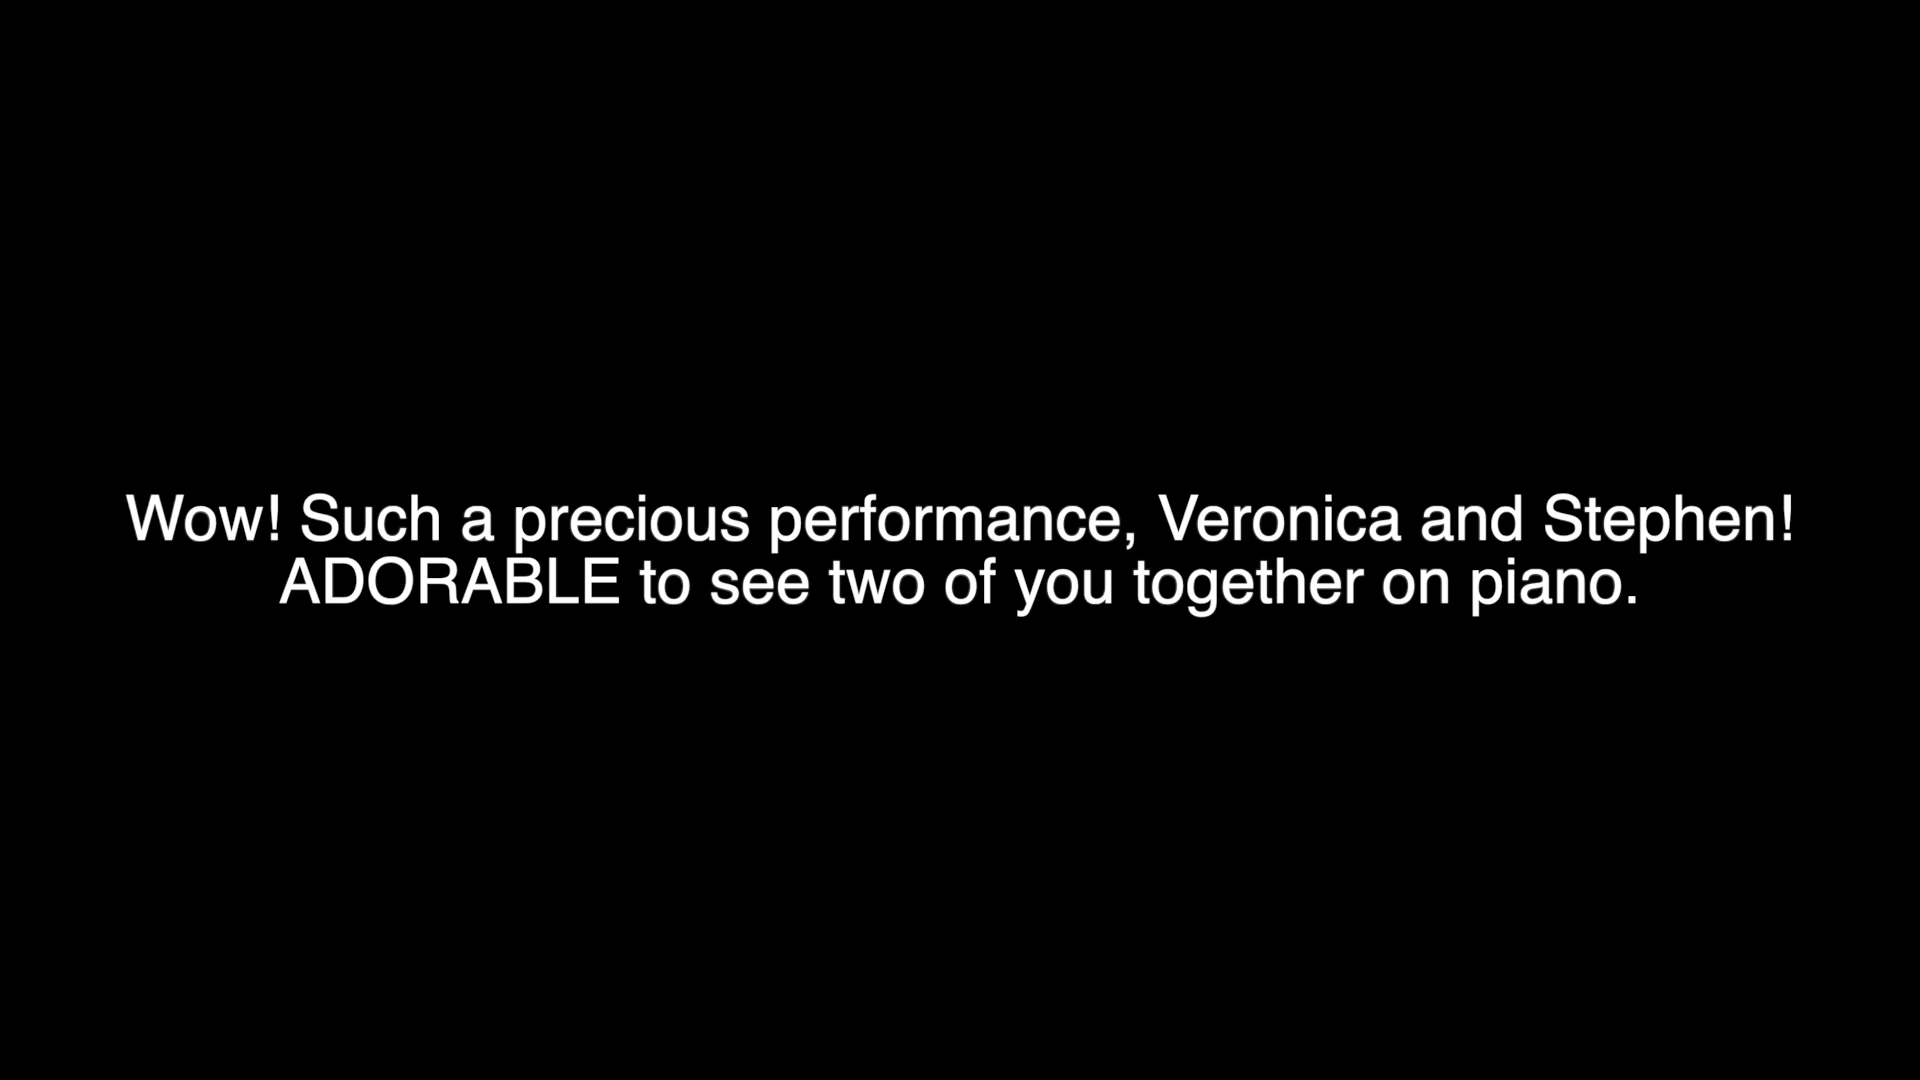 Wow! Such a precious performance, Veronica and Stephen!
ADORABLE to see two of you together on piano.